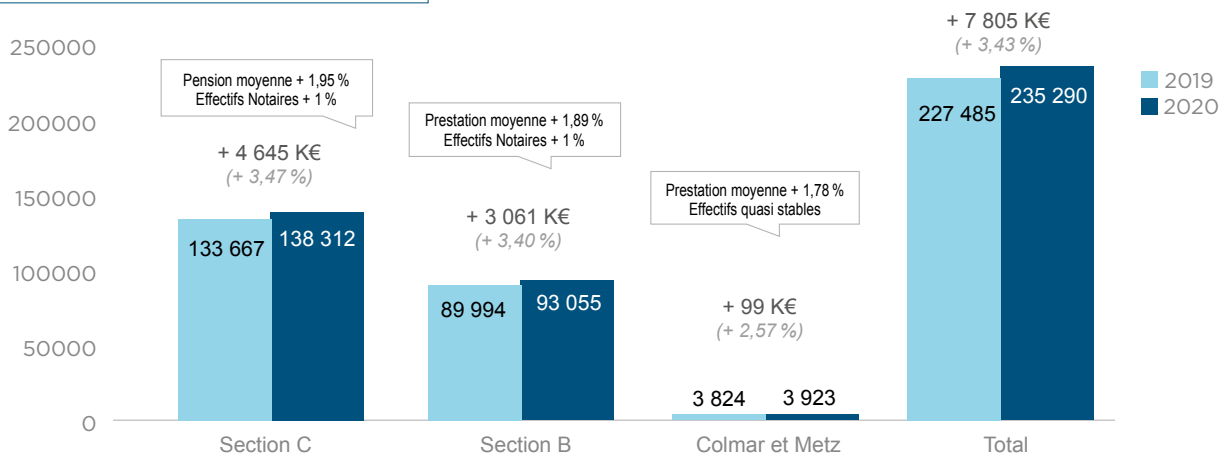 + 7 805 K€
(+ 3,43 %)
250000
200000
150000
100000
50000
0
Pension moyenne + 1,95 %
Effectifs Notaires + 1 %
+ 4 645 K€
(+ 3,47 %)
133 667
138 312
Prestation moyenne + 1,89 %
Effectifs Notaires + 1 %
+ 3 061 K€
(+ 3,40 %)
89 994
93 055
Prestation moyenne + 1,78 %
Effectifs quasi stables
+ 99 K€
(+ 2,57 %)
3 824
3 923
227 485
235 290
2019
2020
Section C
Section B
Colmar et Metz
Total